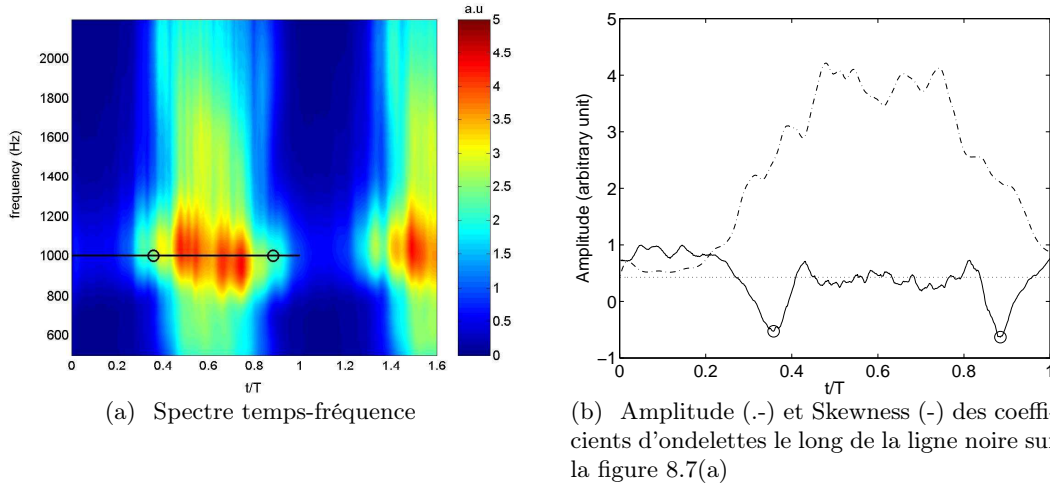 a.u
5
4.5
4
3.5
3
2.5
2
1.5
1
0.5
0
frequency (Hz)
2000
1800
1600
1400
1200
1000
800
600
0 0.2 0.4 0.6 0.8 1 1.2 1.4 1.6
t/T
(a) Spectre temps-fréquence
Amplitude (arbitrary unit)
5
4
3
2
1
0
−1
0 0.2 0.4 0.6 0.8 1
t/T
(b) Amplitude (.-) et Skewness (-) des coeffi-
cients d'ondelettes le long de la ligne noire sur
la figure 8.7(a)